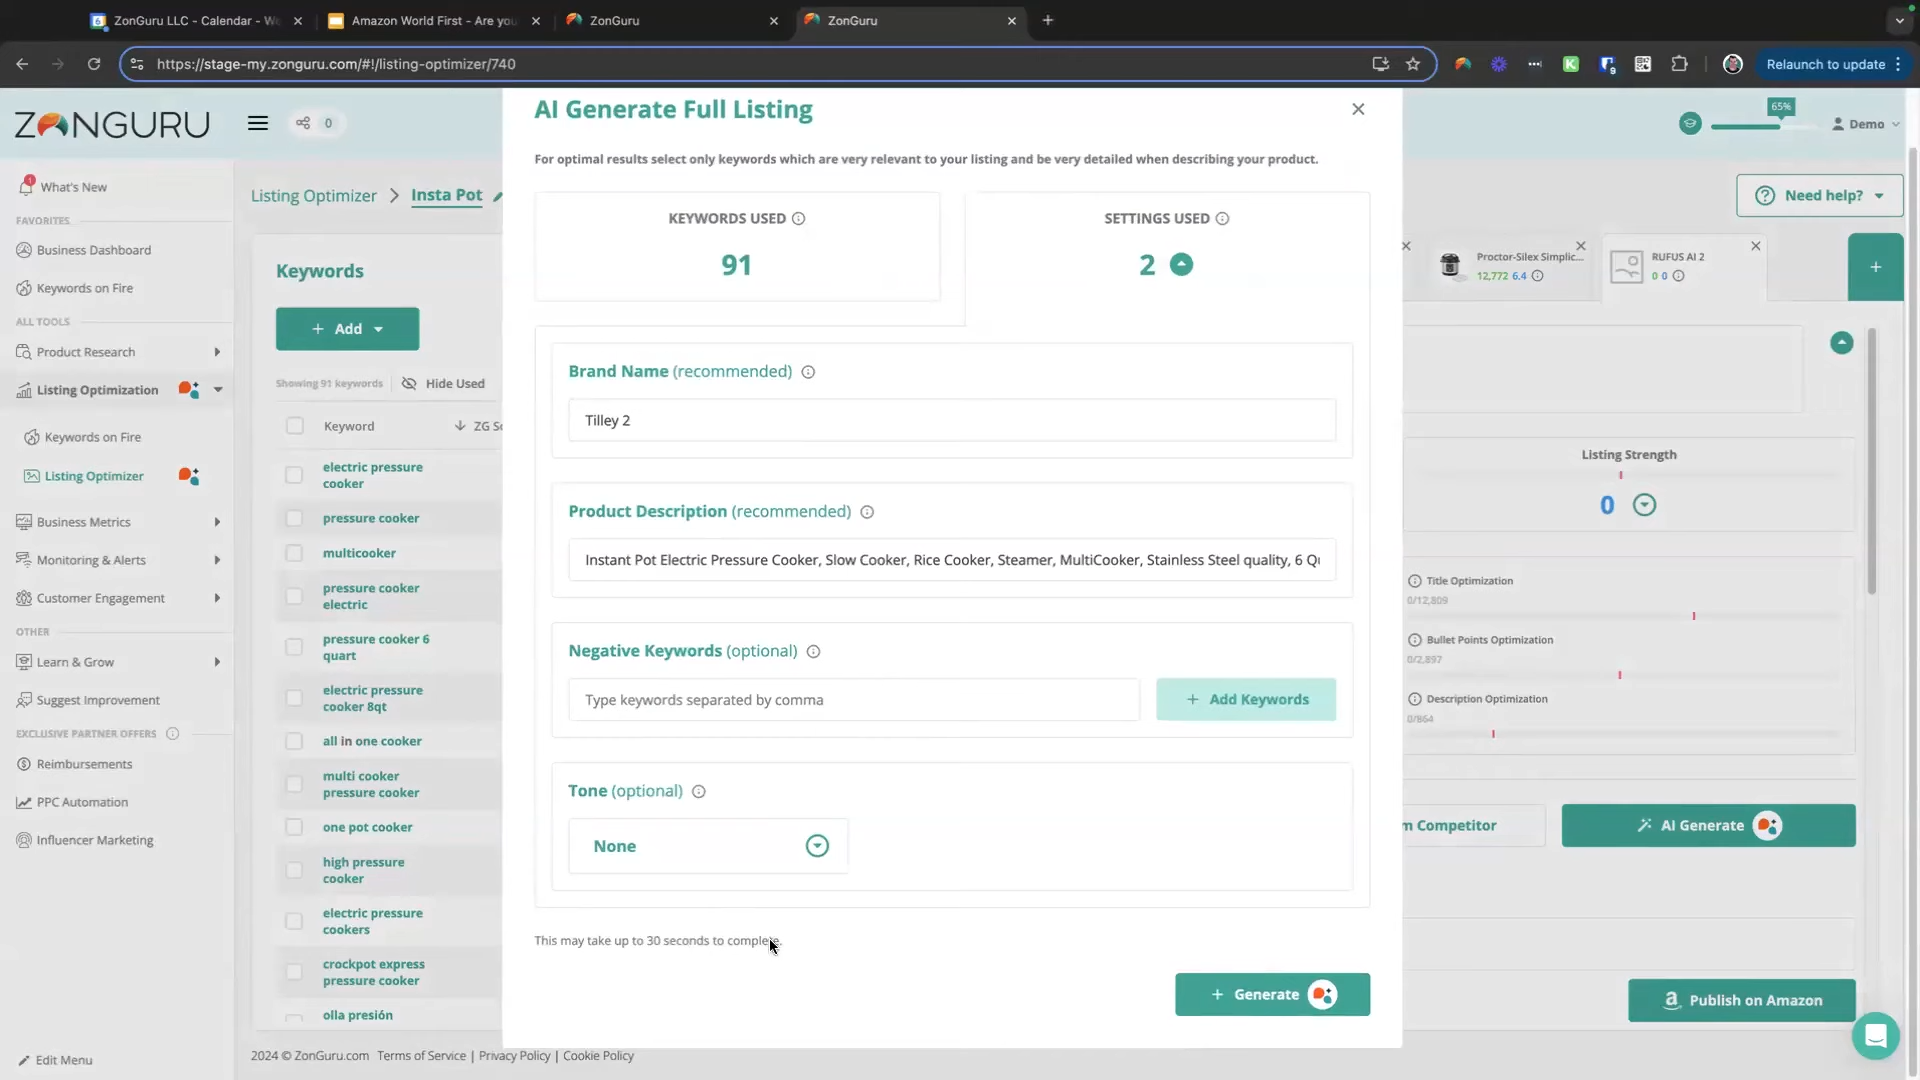 ZonGuru LLC - Calendar - We
Amazon World First - Are you
ZonGuru
ZonGuru
https://stage-my.zonguru.com/#!/listing-optimizer/740
Relaunch to update
ZONGURU
0
65%
Demo
What's New
FAVORITES
Business Dashboard
Keywords on Fire
ALL TOOLS
Product Research
Listing Optimization
Keywords on Fire
Listing Optimizer
Business Metrics
Monitoring & Alerts
Customer Engagement
OTHER
Learn & Grow
Suggest Improvement
EXCLUSIVE PARTNER OFFERS
Reimbursements
PPC Automation
Influencer Marketing
Edit Menu
Listing Optimizer > Insta Pot
Keywords
+ Add
Showing 91 keywords
Hide Used
Keyword
ZG Sc
electric pressure
cooker
pressure cooker
multicooker
pressure cooker
electric
pressure cooker 6
quart
electric pressure
cooker 8qt
all in one cooker
multi cooker
pressure cooker
one pot cooker
high pressure
cooker
electric pressure
cookers
crockpot express
pressure cooker
olla presión
AI Generate Full Listing
For optimal results select only keywords which are very relevant to your listing and be very detailed when describing your product.
KEYWORDS USED
91
SETTINGS USED
2
Brand Name (recommended)
Tilley 2
Product Description (recommended)
Instant Pot Electric Pressure Cooker, Slow Cooker, Rice Cooker, Steamer, MultiCooker, Stainless Steel quality, 6 Qu
Negative Keywords (optional)
Type keywords separated by comma
+ Add Keywords
Tone (optional)
None
This may take up to 30 seconds to complete.
+ Generate
Need help?
Proctor-Silex Simplic...
12,772 6.4
RUFUS AI 2
0 0
+
Listing Strength
0
Title Optimization
0/12,809
Bullet Points Optimization
0/2,897
Description Optimization
0/864
m Competitor
AI Generate
Publish on Amazon
2024 © ZonGuru.com Terms of Service | Privacy Policy | Cookie Policy